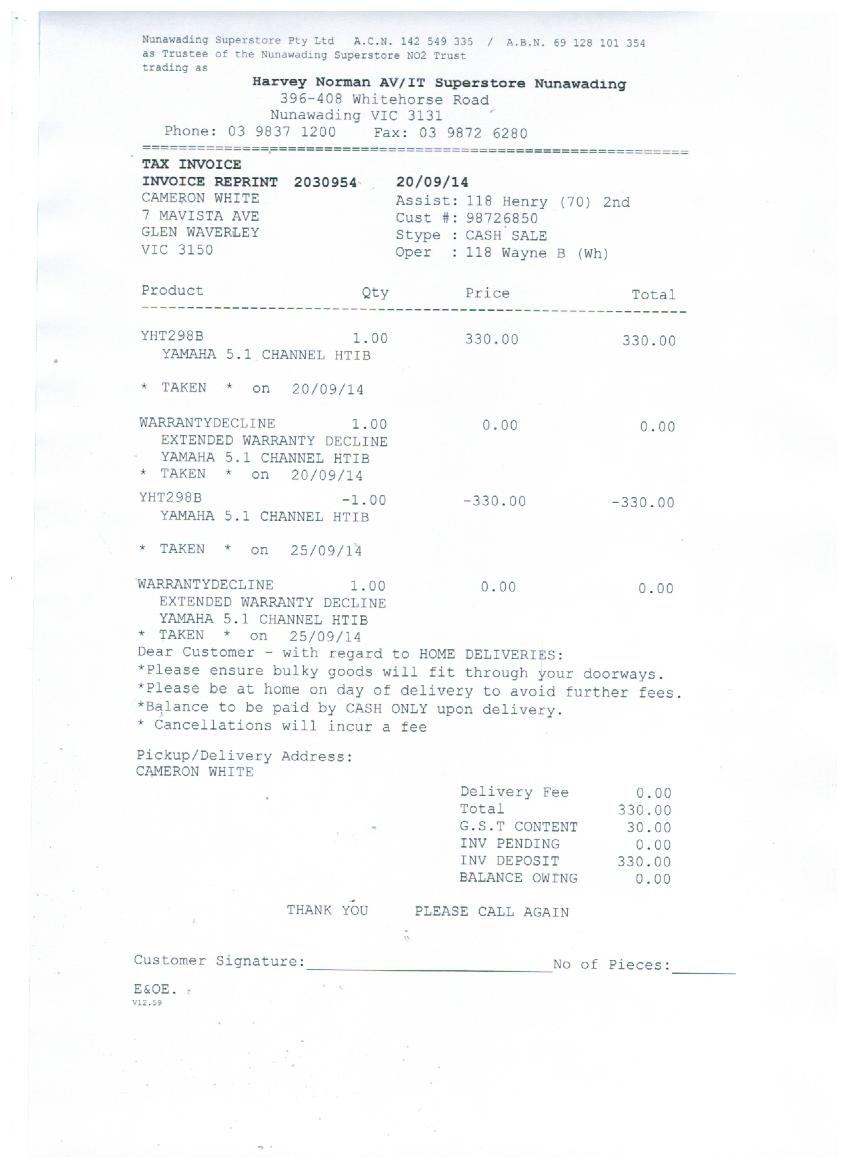 Nunawading Superstore Pty Ltd A.C.N. 142 549 335 / A.B.N. 69 128 101 354
as Trustee of the Nunawading Superstore NO2 Trust
trading as
Harvey Norman AV/IT Superstore Nunawading
396-408 Whitehorse Road
Nunawading VIC 3131
Phone: 03 9837 1200 Fax: 03 9872 6280
TAX INVOICE
INVOICE REPRINT 2030954 20/09/14
CAMERON WHITE Assist: 118 Henry (70) 2nd
7 MAVISTA AVE Cust #: 98726850
GLEN WAVERLEY Stype : CASH SALE
VIC 3150 Oper : 118 Wayne B (Wh)
Product Qty Price Total
YHT298B 1.00 330.00 330.00
YAMAHA 5.1 CHANNEL HTIB
* TAKEN * on 20/09/14
WARRANTYDECLINE 1.00 0.00 0.00
EXTENDED WARRANTY DECLINE
YAMAHA 5.1 CHANNEL HTIB
* TAKEN * on 20/09/14
YHT298B -1.00 -330.00 -330.00
YAMAHA 5.1 CHANNEL HTIB
* TAKEN * on 25/09/14
WARRANTYDECLINE 1.00 0.00 0.00
EXTENDED WARRANTY DECLINE
YAMAHA 5.1 CHANNEL HTIB
* TAKEN * on 25/09/14
Dear Customer - with regard to HOME DELIVERIES:
*Please ensure bulky goods will fit through your doorways.
*Please be at home on day of delivery to avoid further fees.
*Balance to be paid by CASH ONLY upon delivery.
* Cancellations will incur a fee
Pickup/Delivery Address:
CAMERON WHITE
Delivery Fee 0.00
Total 330.00
G.S.T CONTENT 30.00
INV PENDING 0.00
INV DEPOSIT 330.00
BALANCE OWING 0.00
THANK YOU PLEASE CALL AGAIN
Customer Signature: No of Pieces:
E&OE.
V12.59